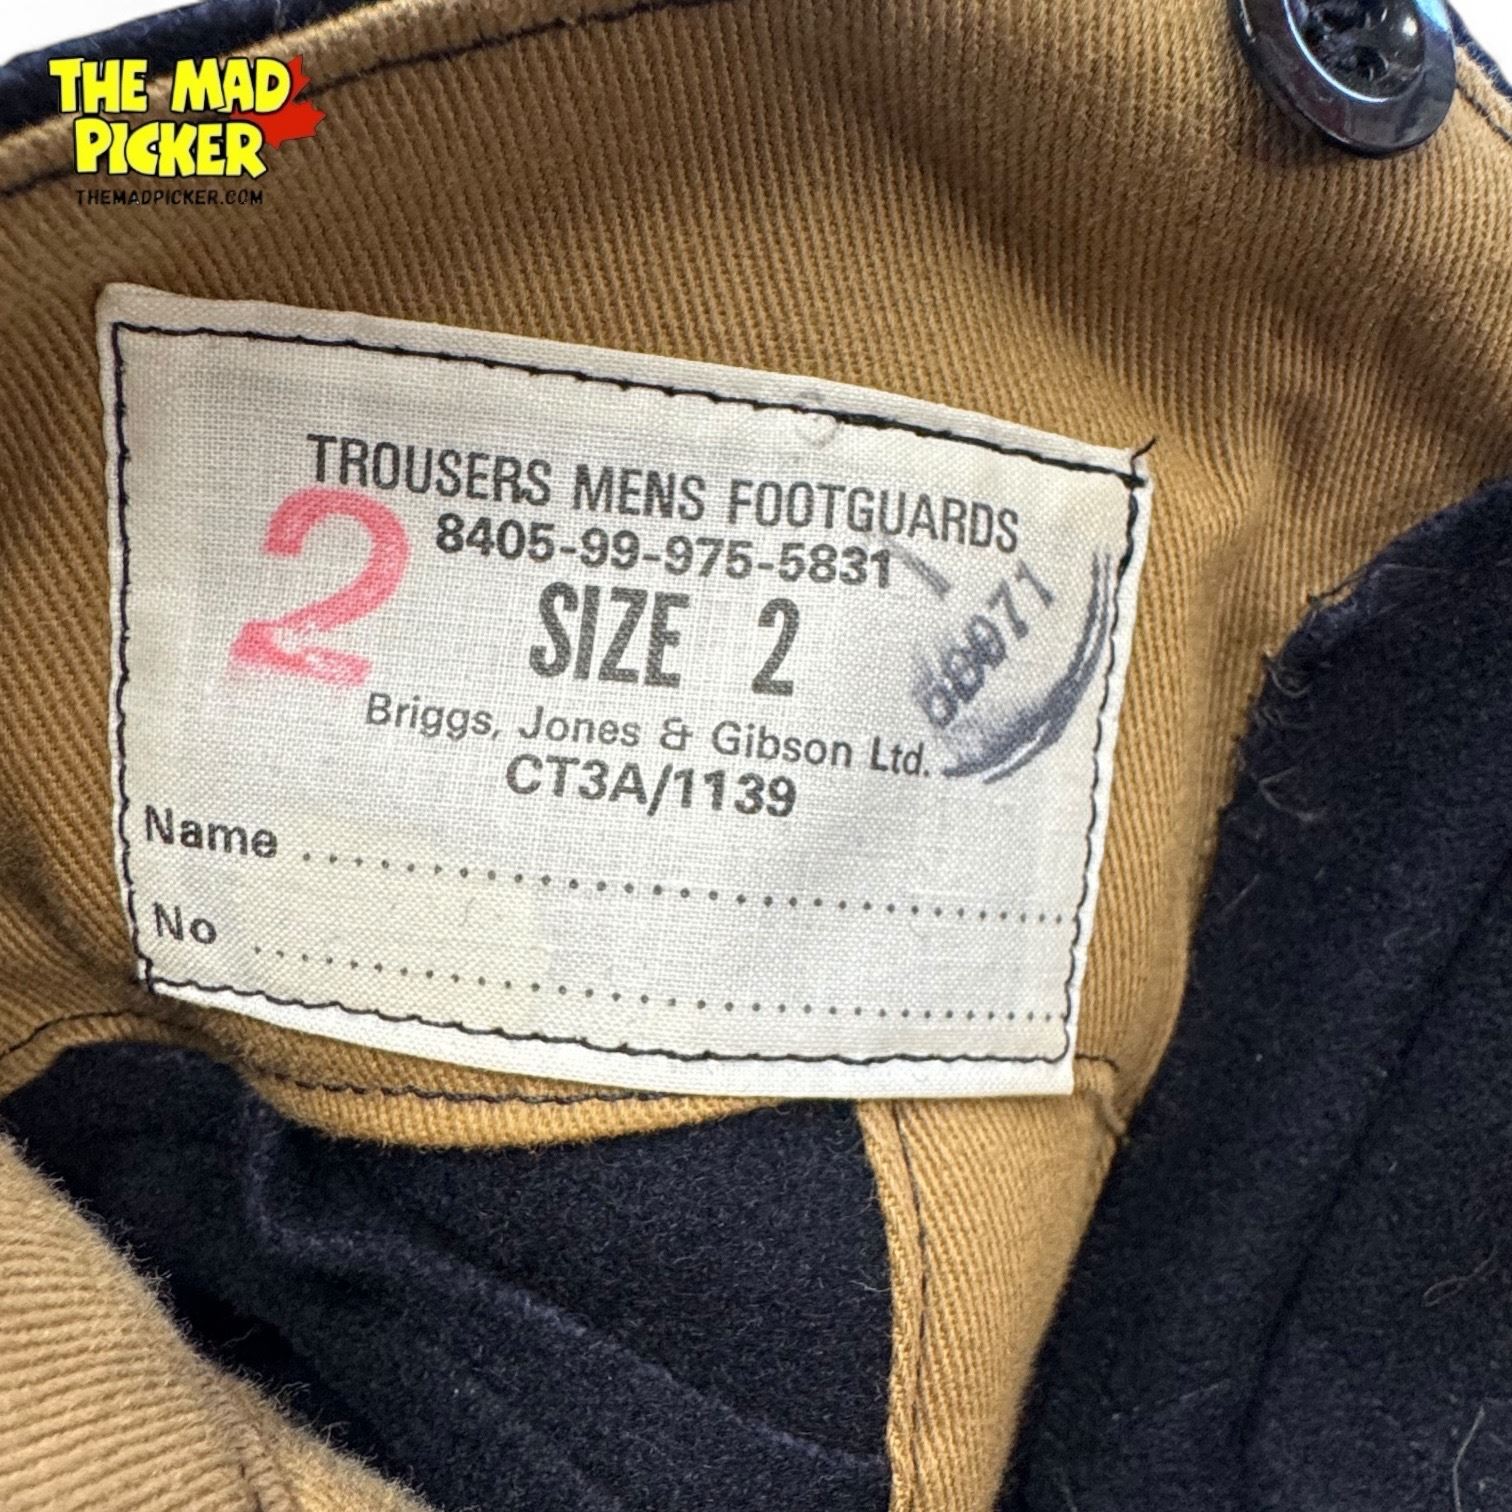 THE MAD
PICKER
THEMADPICKER.COM
TROUSERS MENS FOOTGUARDS
8405-99-975-5831
2
SIZE 2
Briggs, Jones & Gibson Ltd.
CT3A/1139
Name
No